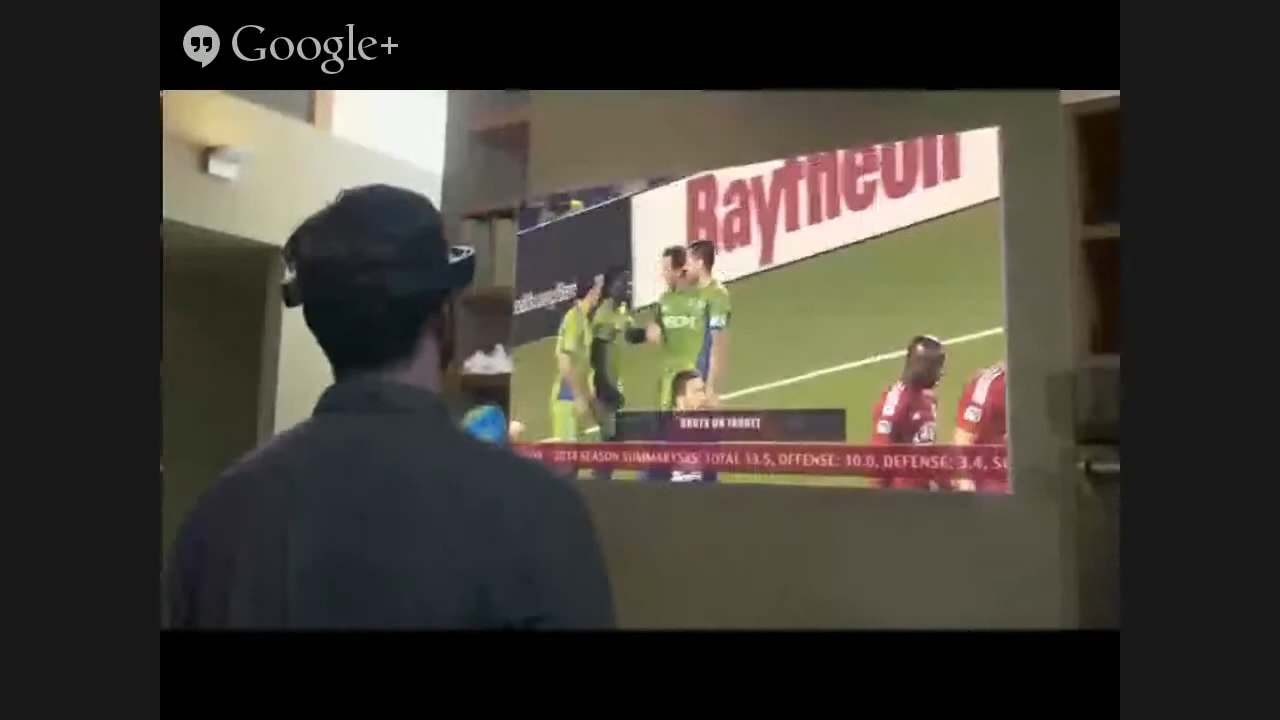 Google+
Raytheon
SHOTS ON TARGET
2014 SEASON SUMMARY
TOTAL 13.5, OFFENSE: 10.0, DEFENSE: 3.4,